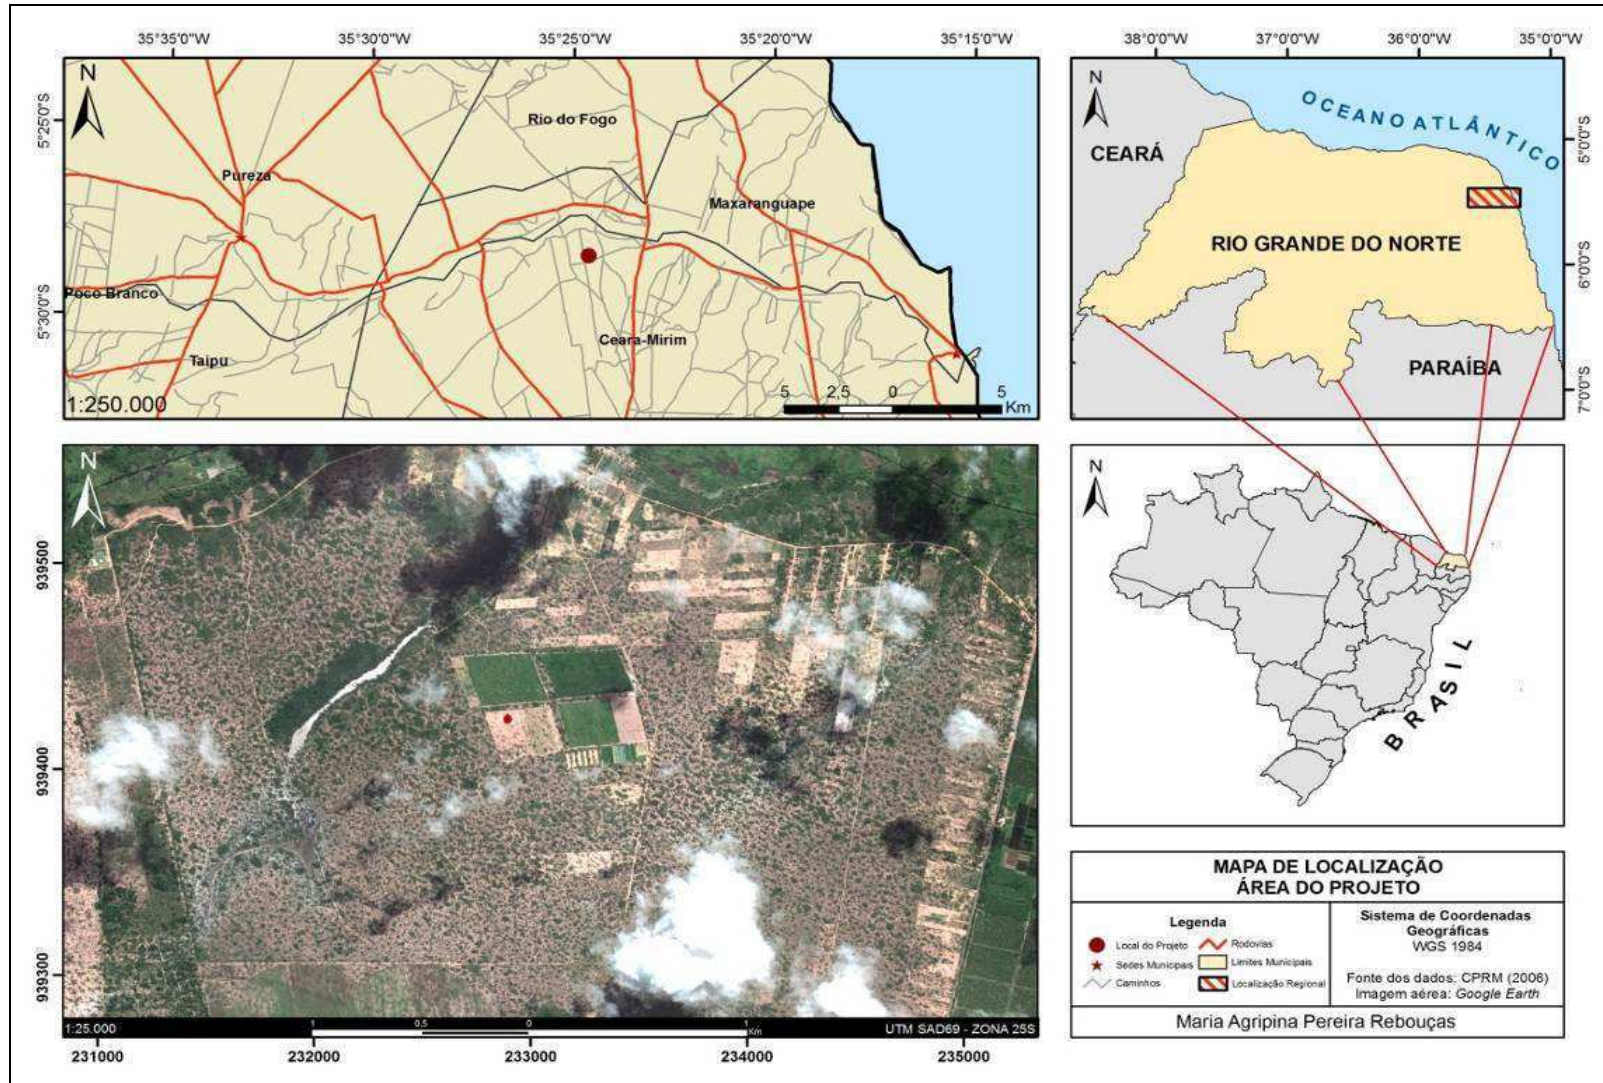 35°35'0"W 35°30'0"W 35°25'0"W 35°20'0"W 35°15'0"W
5°25'0"S
5°30'0"S
N
Rio do Fogo
Pureza
Maxaranguape
Poco Branco
Ceara-Mirim
Taipu
1:250.000
5 2,5 0 5
Km
38°0'0"W 37°0'0"W 36°0'0"W 35°0'0"W
5°0'0"S
6°0'0"S
7°0'0"S
N
OCEANO ATLÂNTICO
CEARÁ
RIO GRANDE DO NORTE
PARAÍBA
N
939500
939400
939300
1:25.000
1 0,5 0 1
Km
UTM SAD69 - ZONA 25S
231000 232000 233000 234000 235000
N
BRASIL
MAPA DE LOCALIZAÇÃO
ÁREA DO PROJETO
Legenda
Local do Projeto
Rodovias
Sedes Municipais
Limites Municipais
Caminhos
Localização Regional
Sistema de Coordenadas
Geográficas
WGS 1984
Fonte dos dados: CPRM (2006)
Imagem aérea: Google Earth
Maria Agripina Pereira Rebouças